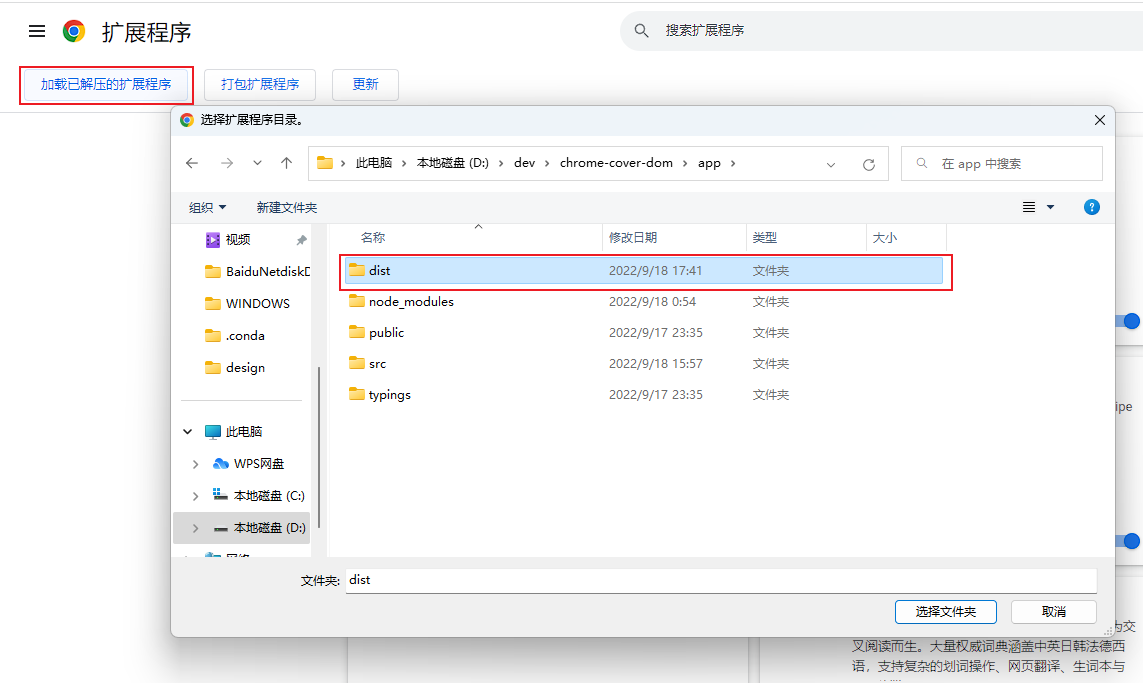 扩展程序
搜索扩展程序
加载已解压的扩展程序 打包扩展程序 更新
选择扩展程序目录。
此电脑 > 本地磁盘 (D:) > dev > chrome-cover-dom > app >
在 app 中搜索
组织 新建文件夹
视频
BaiduNetdiskD
WINDOWS
.conda
design
此电脑
WPS网盘
本地磁盘 (C:)
本地磁盘 (D:)
名称 修改日期 类型 大小
dist 2022/9/18 17:41 文件夹
node_modules 2022/9/18 0:54 文件夹
public 2022/9/17 23:35 文件夹
src 2022/9/18 15:57 文件夹
typings 2022/9/17 23:35 文件夹
文件夹: dist
选择文件夹 取消
ipe
为交
叉阅读而生。大量权威词典涵盖中英日韩法德西
语，支持复杂的划词操作、网页翻译、生词本与